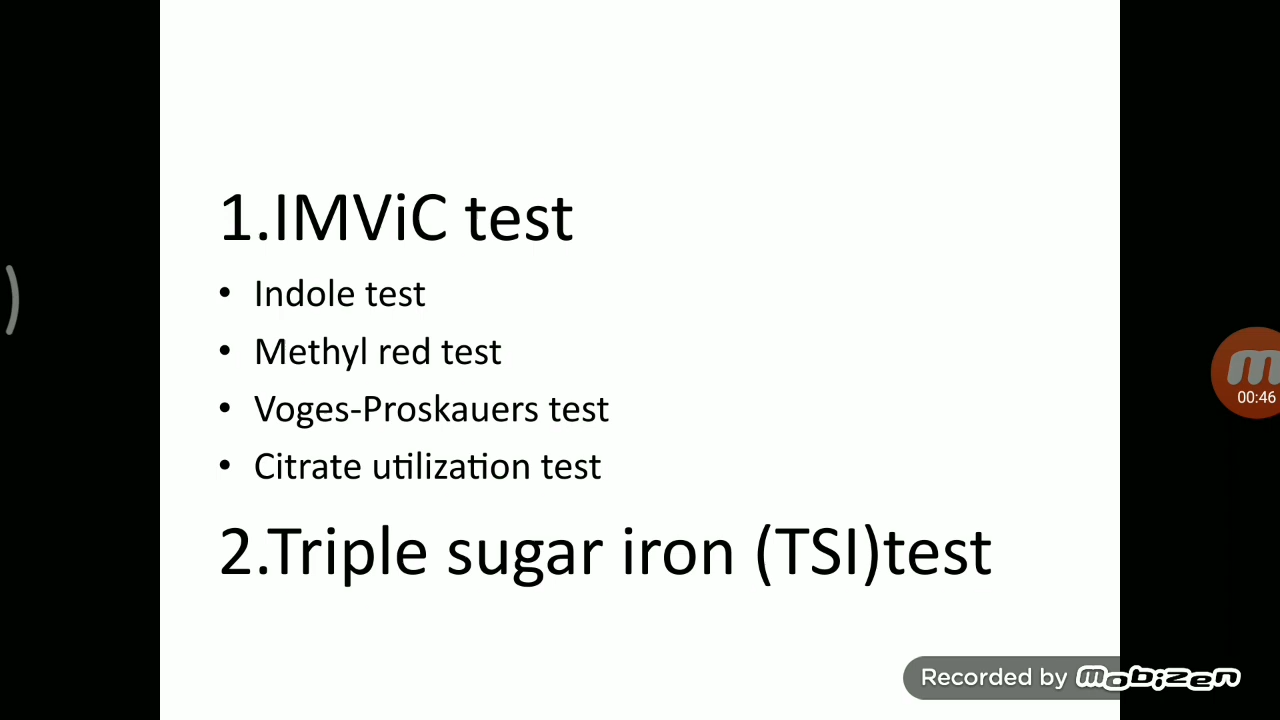 1.IMViC test
• Indole test
• Methyl red test
• Voges-Proskauers test
• Citrate utilization test
2.Triple sugar iron (TSI)test
00:46
Recorded by mobizen